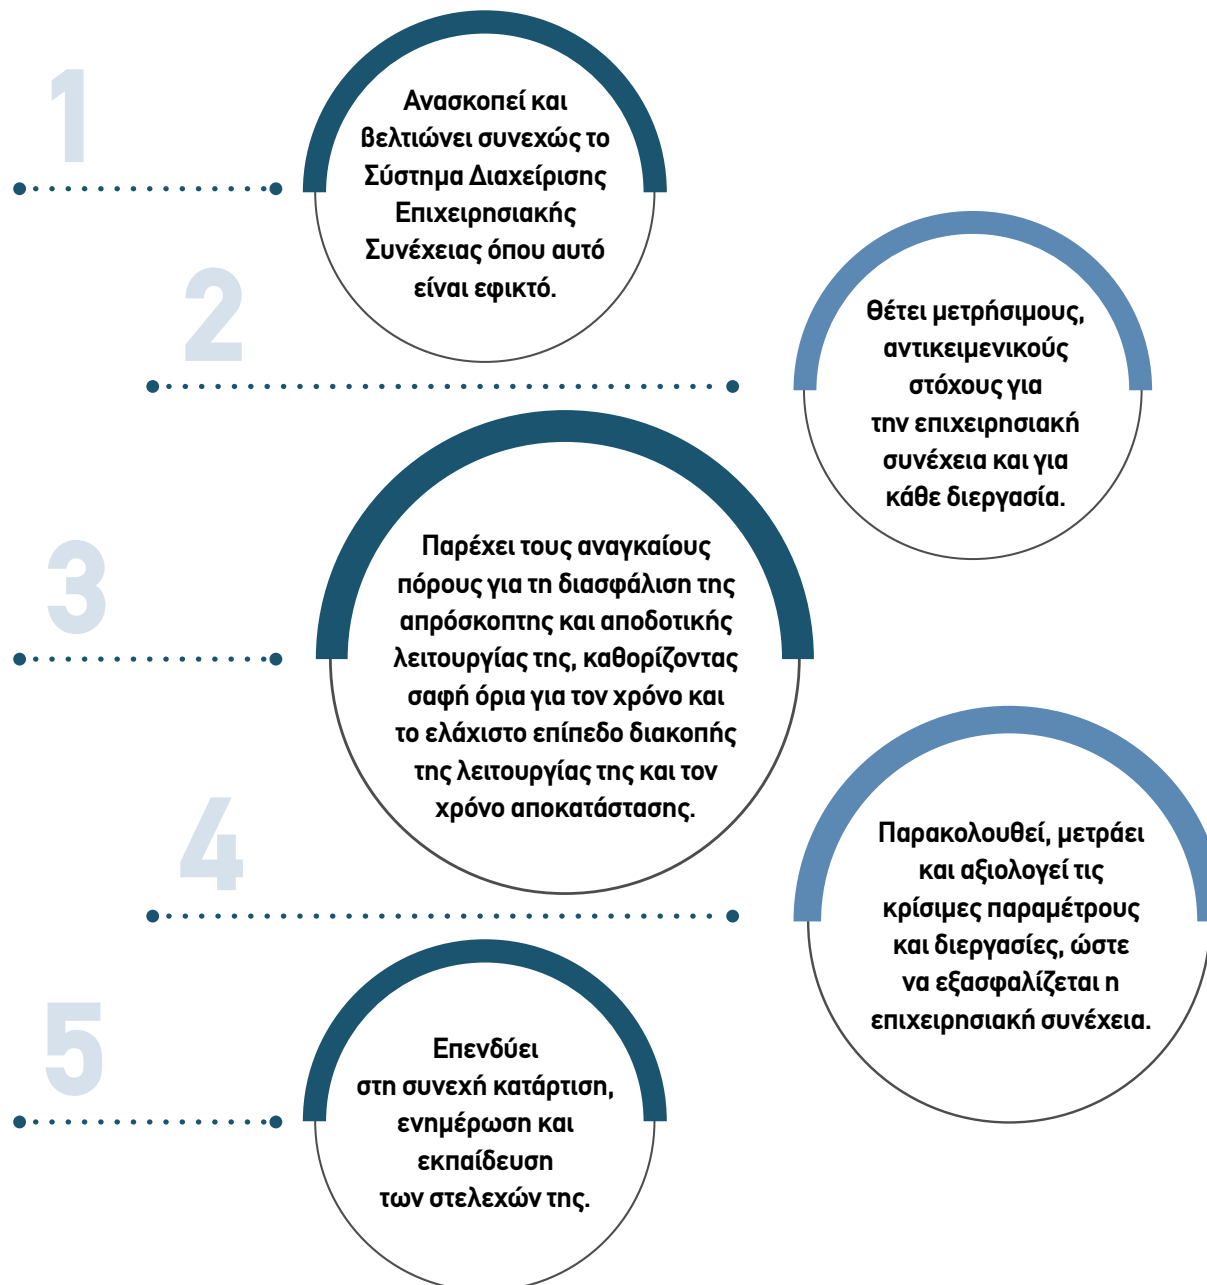 1
Ανασκοπεί και
βελτιώνει συνεχώς το
Σύστημα Διαχείρισης
Επιχειρησιακής
Συνέχειας όπου αυτό
είναι εφικτό.
2
Θέτει μετρήσιμους,
αντικειμενικούς
στόχους για
την επιχειρησιακή
συνέχεια και για
κάθε διεργασία.
3
Παρέχει τους αναγκαίους
πόρους για τη διασφάλιση της
απρόσκοπτης και αποδοτικής
λειτουργίας της, καθορίζοντας
σαφή όρια για τον χρόνο και
το ελάχιστο επίπεδο διακοπής
της λειτουργίας της και τον
χρόνο αποκατάστασης.
4
Παρακολουθεί, μετράει
και αξιολογεί τις
κρίσιμες παραμέτρους
και διεργασίες, ώστε
να εξασφαλίζεται η
επιχειρησιακή συνέχεια.
5
Επενδύει
στη συνεχή κατάρτιση,
ενημέρωση και
εκπαίδευση
των στελεχών της.